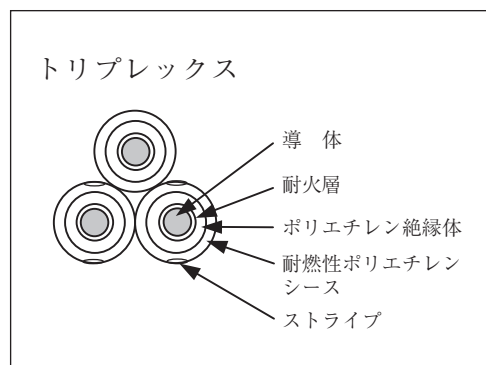 トリプレックス
導　体
耐火層
ポリエチレン絶縁体
耐燃性ポリエチレン
シース
ストライプ